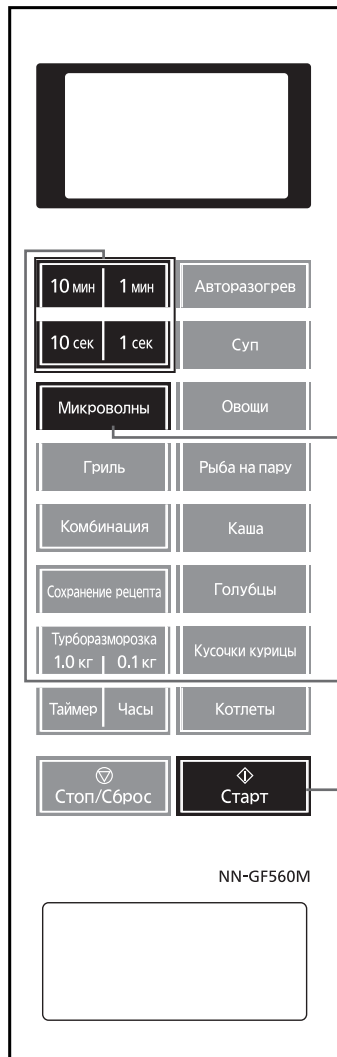 10 мин 1 мин Авторазогрев
10 сек 1 сек Суп
Микроволны Овощи
Гриль Рыба на пару
Комбинация Каша
Сохранение рецепта Голубцы
Турборазморозка
1.0 кг 0.1 кг Кусочки курицы
Таймер Часы Котлеты
Стоп/Сброс Старт
NN-GF560M